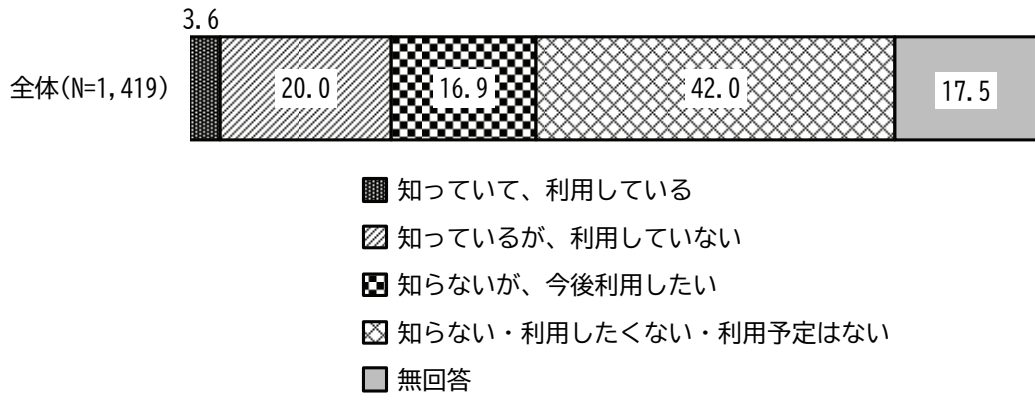 3.6
全体(N=1,419) 20.0 16.9 42.0 17.5
知っていて、利用している
知っているが、利用していない
知らないが、今後利用したい
知らない・利用したくない・利用予定はない
無回答